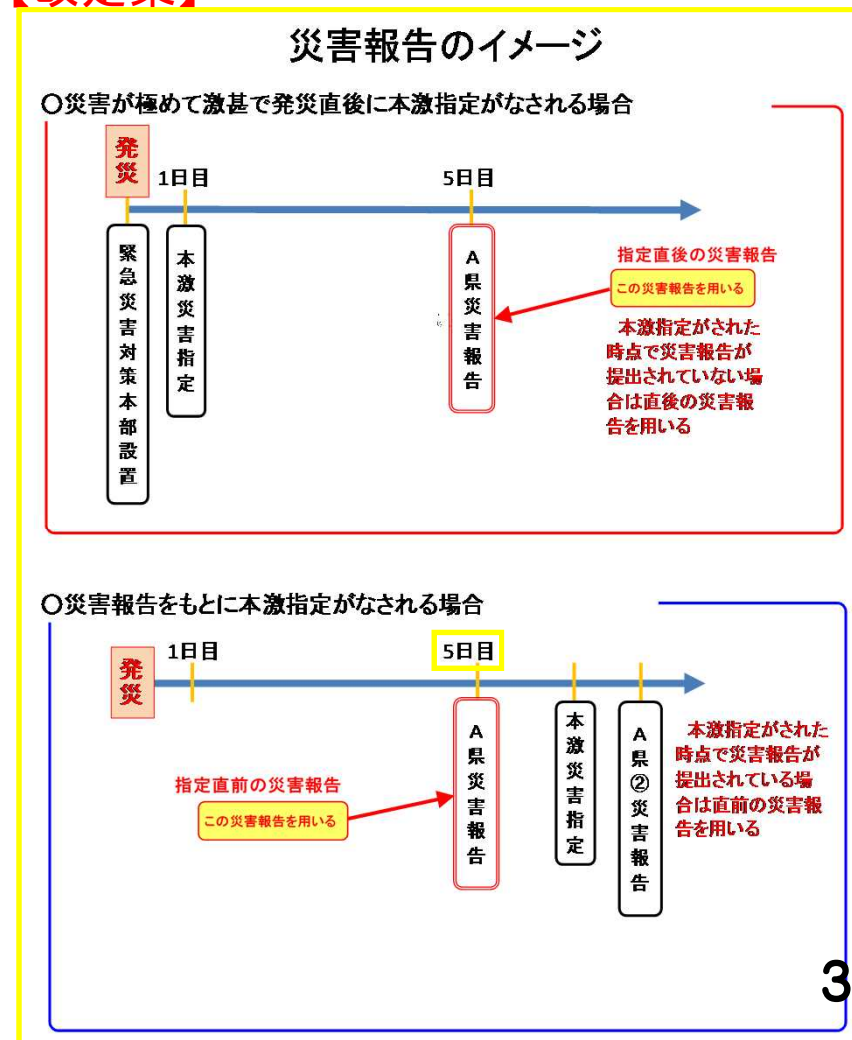 災害報告のイメージ
〇災害が極めて激甚で発災直後に本激指定がなされる場合
発災
1日目
5日目
緊急災害対策本部設置
本激災害指定
A県災害報告
指定直後の災害報告
この災害報告を用いる
本激指定がされた
時点で災害報告が
提出されていない場
合は直後の災害報
告を用いる
〇災害報告をもとに本激指定がなされる場合
発災
1日目
5日目
A県災害報告
本激災害指定
A県②災害報告
指定直前の災害報告
この災害報告を用いる
本激指定がされた
時点で災害報告が
提出されている場
合は直前の災害報
告を用いる
3